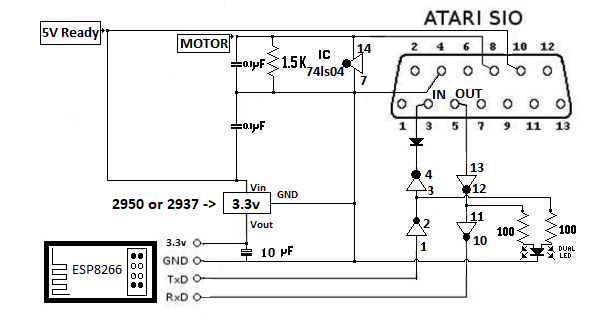 ATARI SIO
5V Ready
MOTOR
IC
74ls04
14
7
0.1µF
1.5K
2 4 6 8 10 12
IN OUT
1 3 5 7 9 11 13
0.1µF
4
3
13
12
2950 or 2937 -> 3.3v
Vin
GND
Vout
2
1
11
10
100
100
DUAL
LED
3.3v
10 µF
GND
TxD
RxD
ESP8266